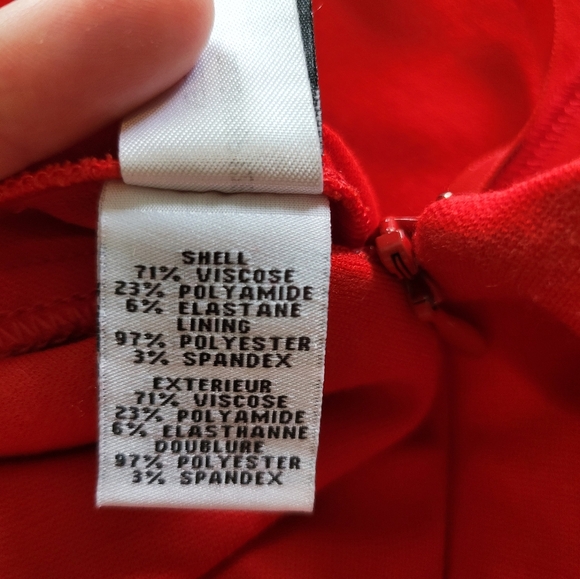 SHELL
71% VISCOSE
23% POLYAMIDE
6% ELASTANE
LINING
97% POLYESTER
3% SPANDEX
EXTERIEUR
71% VISCOSE
23% POLYAMIDE
6% ELASTHANNE
DOUBLURE
97% POLYESTER
3% SPANDEX